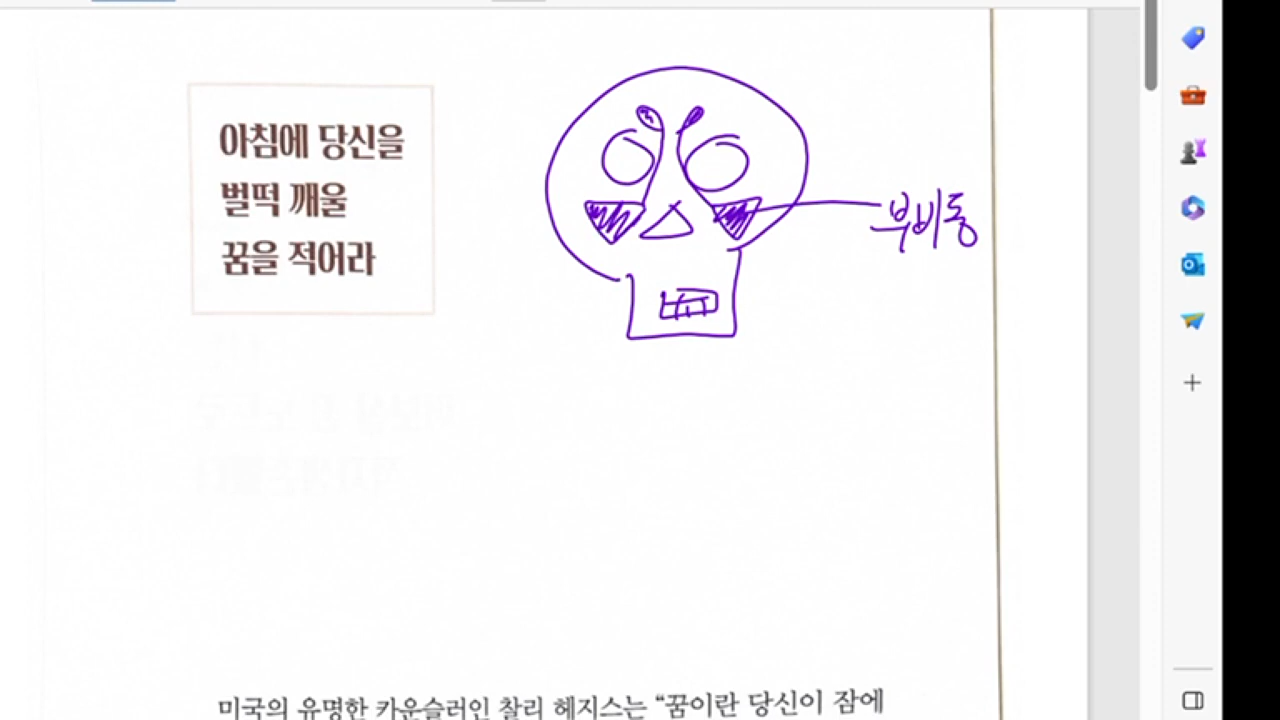 아침에 당신을
벌떡 깨울
꿈을 적어라
부비동
미국의 유명한 카운슬러인 찰리 헤지스는 “꿈이란 당신이 잠에